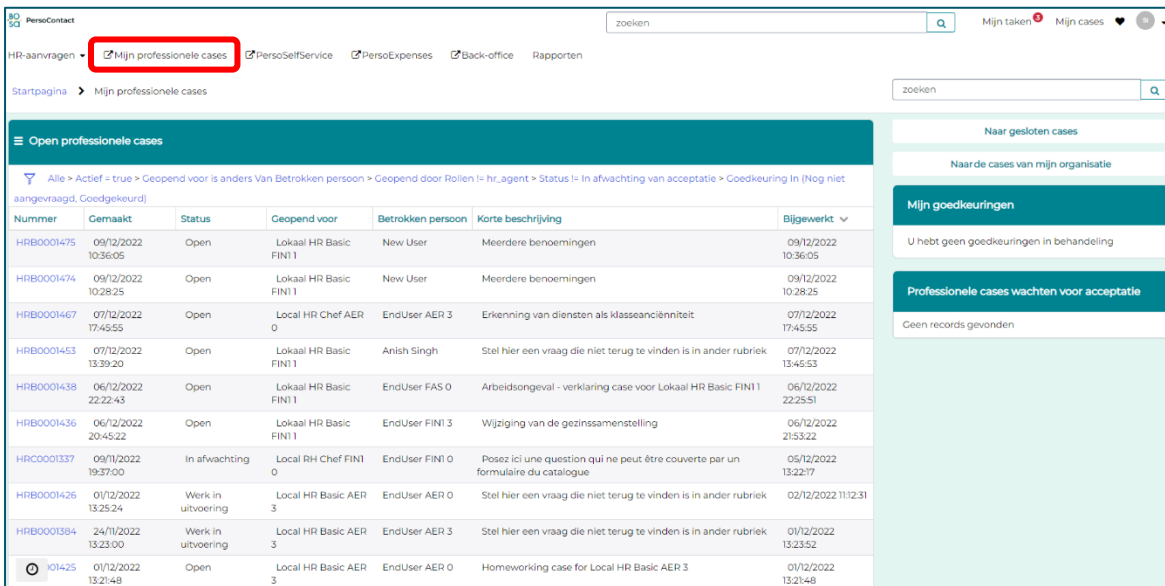 BOSA PersoContact
zoeken
Mijn taken 3 Mijn cases
HR-aanvragen Mijn professionele cases PersoSelfService PersoExpenses Back-office Rapporten
Startpagina > Mijn professionele cases
zoeken
Open professionele cases
Alle > Actief = true > Geopend voor is anders Van Betrokken persoon > Geopend door Rollen != hr_agent > Status != In afwachting van acceptatie > Goedkeuring In (Nog niet
aangevraagd, Goedgekeurd)
Nummer Gemaakt Status Geopend voor Betrokken persoon Korte beschrijving Bijgewerkt
HRB0001475 09/12/2022 Open Lokaal HR Basic New User Meerdere benoemingen 09/12/2022
10:36:05 FIN1 1 10:36:05
HRB0001474 09/12/2022 Open Lokaal HR Basic New User Meerdere benoemingen 09/12/2022
10:28:25 FIN1 1 10:28:25
HRB0001467 07/12/2022 Open Local HR Chef AER EndUser AER 3 Erkenning van diensten als klasseanciënniteit 07/12/2022
17:45:55 0 17:45:55
HRB0001453 07/12/2022 Open Lokaal HR Basic Anish Singh Stel hier een vraag die niet terug te vinden is in ander rubriek 07/12/2022
13:39:20 FIN1 1 13:45:53
HRB0001438 06/12/2022 Open Lokaal HR Basic EndUser FAS 0 Arbeidsongeval - verklaring case voor Lokaal HR Basic FIN1 1 06/12/2022
22:22:43 FIN1 1 22:25:51
HRB0001436 06/12/2022 Open Lokaal HR Basic EndUser FIN1 3 Wijziging van de gezinssamenstelling 06/12/2022
20:45:22 FIN1 1 21:53:22
HRC0001337 09/11/2022 In afwachting Local RH Chef FIN1 EndUser FIN1 0 Posez ici une question qui ne peut être couverte par un 05/12/2022
19:37:00 0 formulaire du catalogue 13:22:17
HRB0001426 01/12/2022 Werk in Local HR Basic AER EndUser AER 0 Stel hier een vraag die niet terug te vinden is in ander rubriek 02/12/2022 11:12:31
13:25:24 uitvoering 3
HRB0001384 24/11/2022 Werk in Local HR Basic AER EndUser AER 3 Stel hier een vraag die niet terug te vinden is in ander rubriek 01/12/2022
13:23:00 uitvoering 3 13:23:52
01425 01/12/2022 Open Local HR Basic AER EndUser AER 0 Homeworking case for Local HR Basic AER 3 01/12/2022
13:21:48 3 13:21:48
Naar gesloten cases
Naar de cases van mijn organisatie
Mijn goedkeuringen
U hebt geen goedkeuringen in behandeling
Professionele cases wachten voor acceptatie
Geen records gevonden